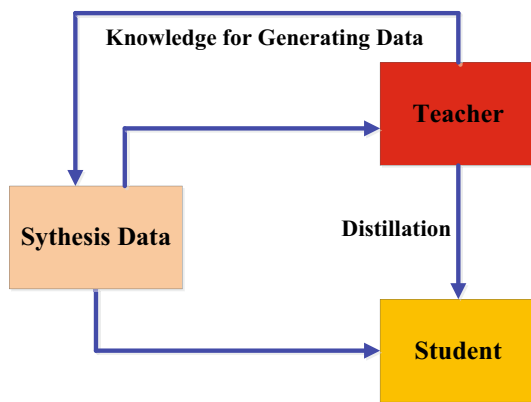 Knowledge for Generating Data
Teacher
Sythesis Data
Distillation
Student